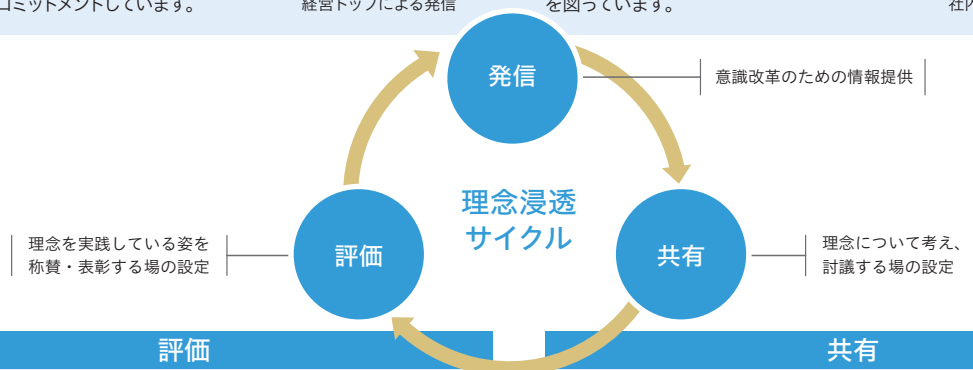 コミットメントしています。
経営トップによる発信
を図っています。
社内
発信
意識改革のための情報提供
理念浸透
サイクル
理念を実践している姿を
称賛・表彰する場の設定
評価
共有
理念について考え、
討議する場の設定
評価
共有